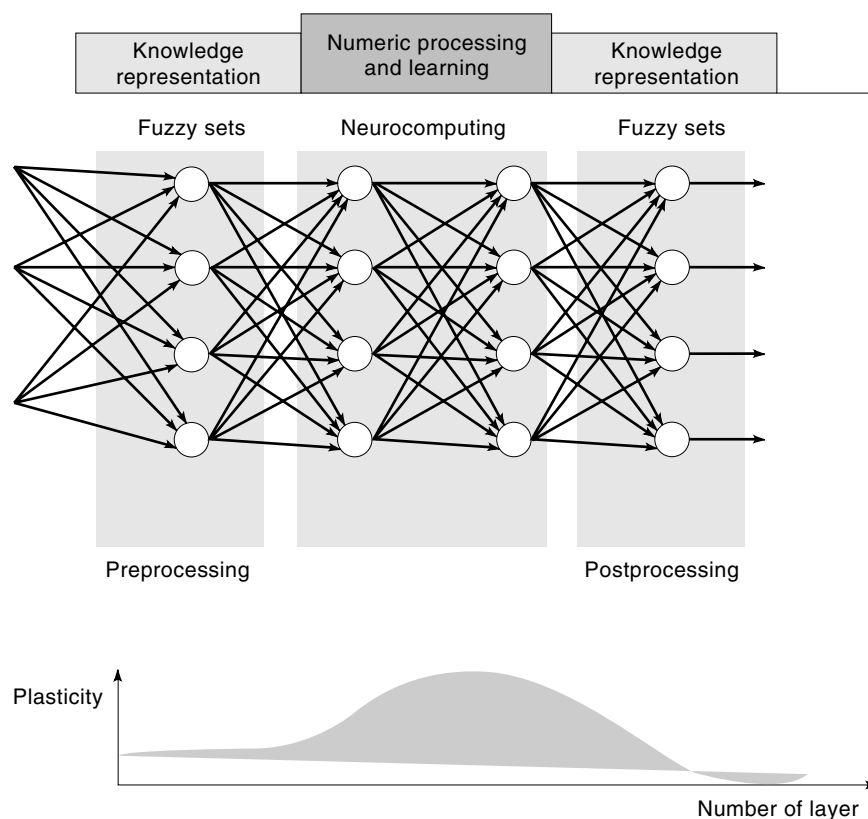 Knowledge
representation
Numeric processing
and learning
Knowledge
representation
Fuzzy sets
Neurocomputing
Fuzzy sets
Preprocessing
Postprocessing
Plasticity
Number of layer